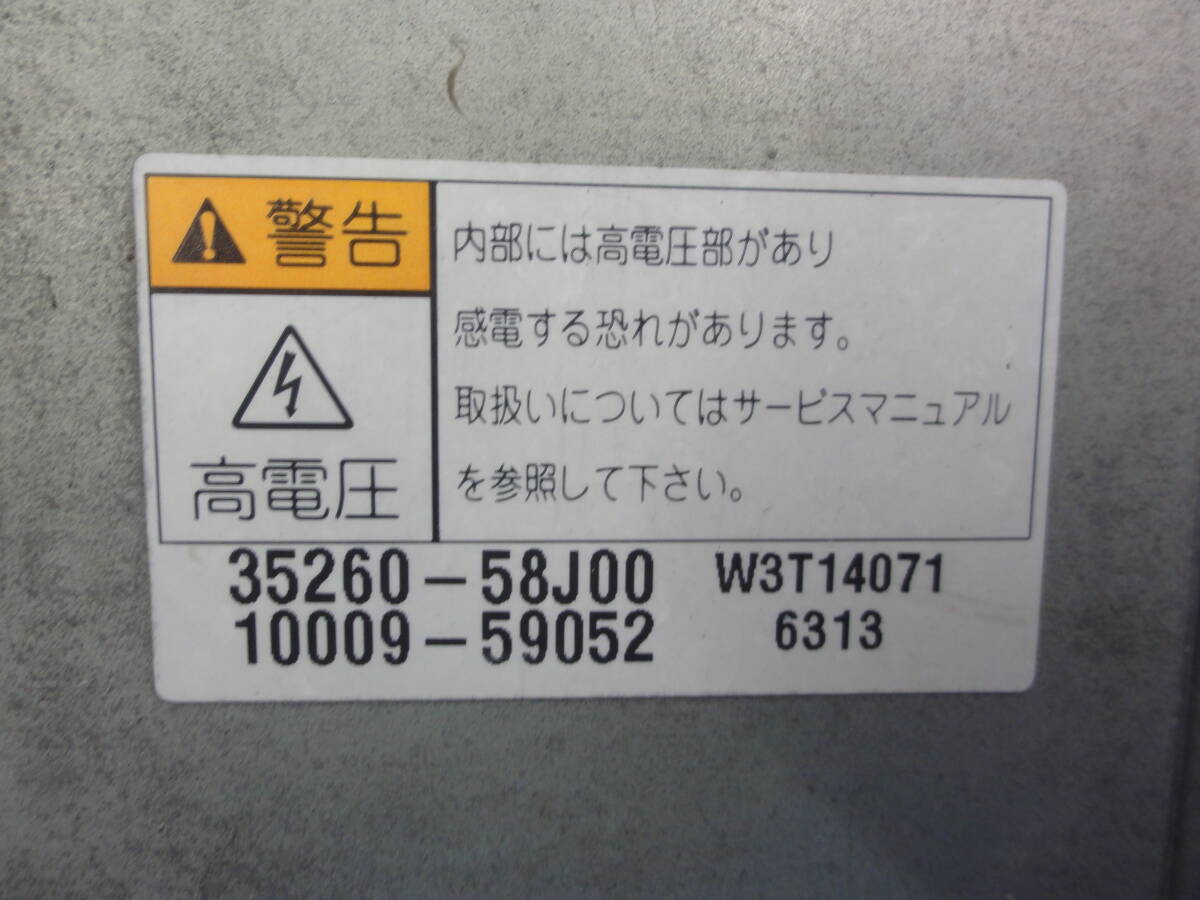 警告
高電圧
内部には高電圧部があり
感電する恐れがあります。
取扱いについてはサービスマニュアル
を参照して下さい。
35260-58J00 W3T14071
10009-59052 6313